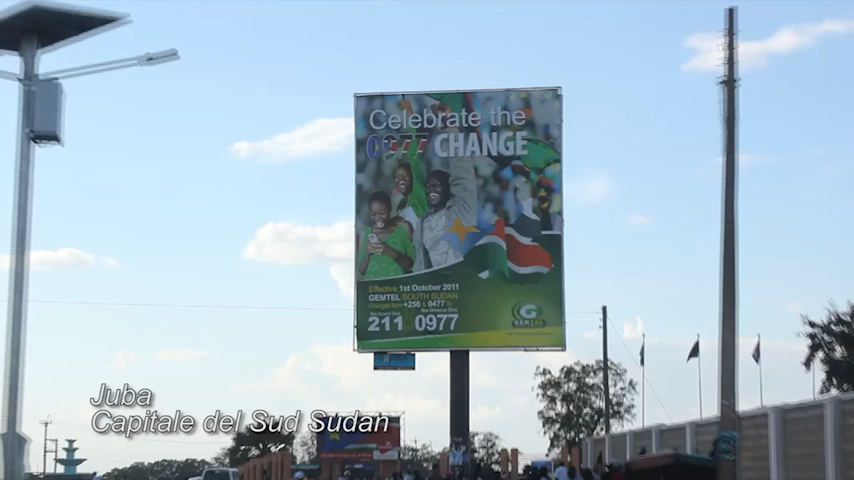 Celebrate the
0977 CHANGE
Effective 1st October 2011
GEMTEL SOUTH SUDAN
Changes from +256 & 0477 to
211 0977
G
GEMTEL
Juba
Capitale del Sud Sudan